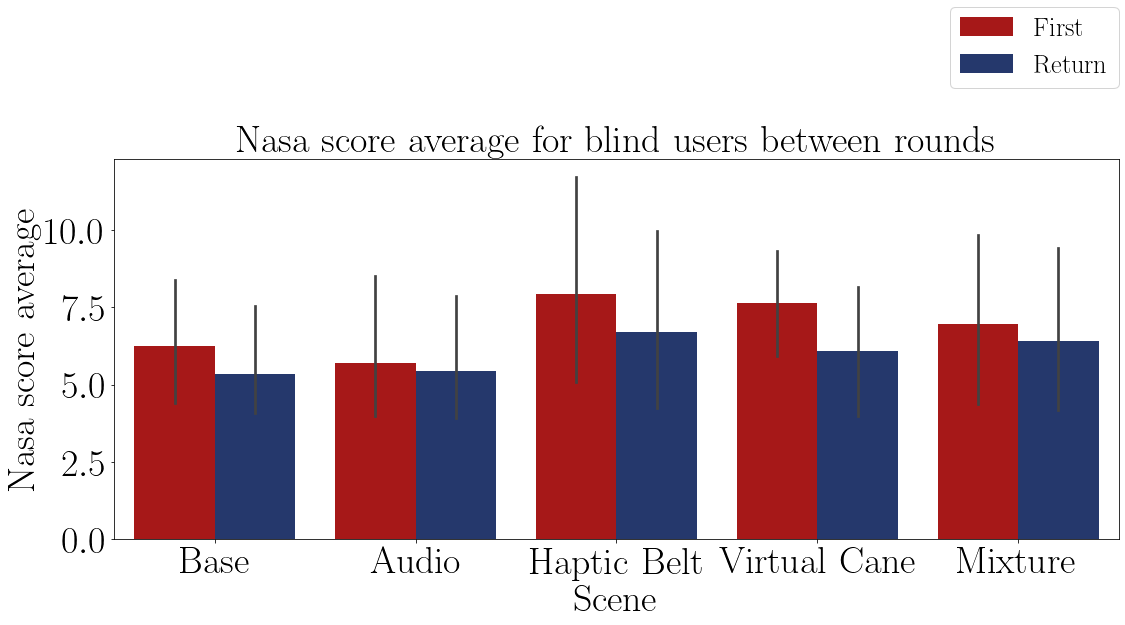 First
Return
Nasa score average for blind users between rounds
Nasa score average
10.0
7.5
5.0
2.5
0.0
Base Audio Haptic Belt Virtual Cane Mixture
Scene